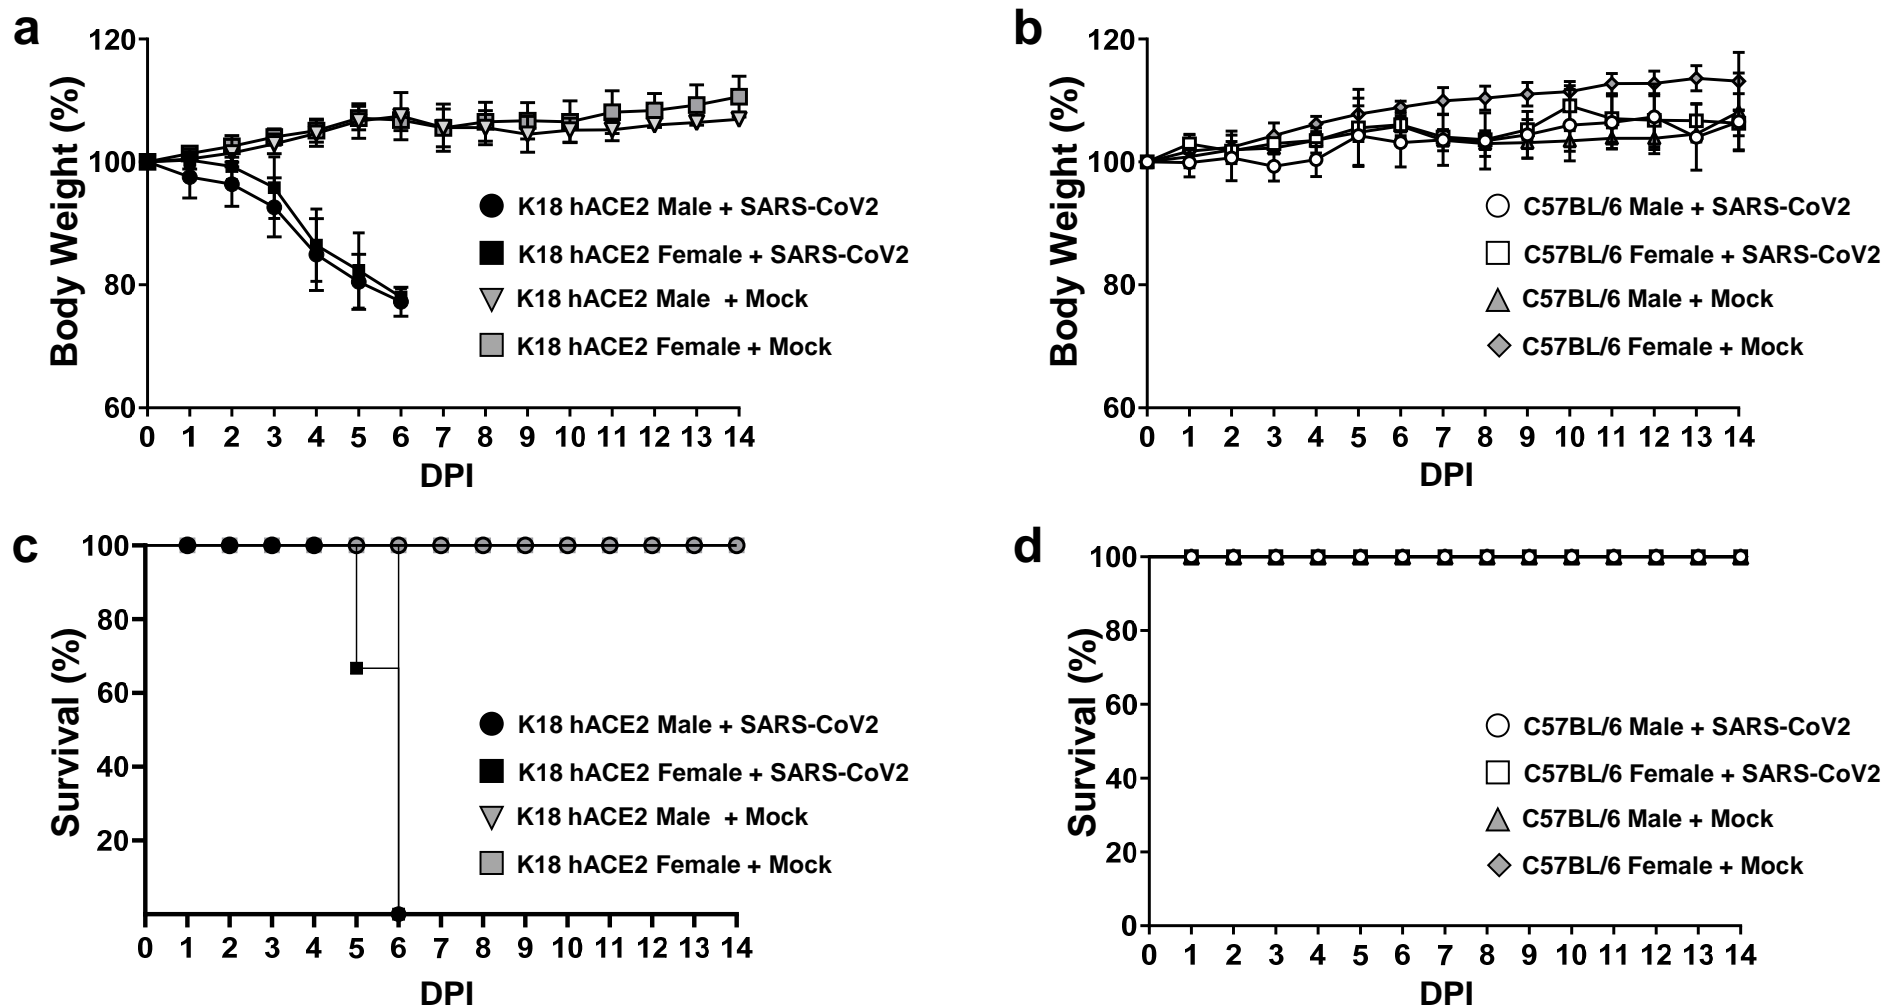 a
120
100
80
60
Body Weight (%)
0 1 2 3 4 5 6 7 8 9 10 11 12 13 14
DPI
K18 hACE2 Male + SARS-CoV2
K18 hACE2 Female + SARS-CoV2
K18 hACE2 Male + Mock
K18 hACE2 Female + Mock
b
120
100
80
60
Body Weight (%)
0 1 2 3 4 5 6 7 8 9 10 11 12 13 14
DPI
C57BL/6 Male + SARS-CoV2
C57BL/6 Female + SARS-CoV2
C57BL/6 Male + Mock
C57BL/6 Female + Mock
c
100
80
60
40
20
Survival (%)
0 1 2 3 4 5 6 7 8 9 10 11 12 13 14
DPI
K18 hACE2 Male + SARS-CoV2
K18 hACE2 Female + SARS-CoV2
K18 hACE2 Male + Mock
K18 hACE2 Female + Mock
d
100
80
60
40
20
0
Survival (%)
0 1 2 3 4 5 6 7 8 9 10 11 12 13 14
DPI
C57BL/6 Male + SARS-CoV2
C57BL/6 Female + SARS-CoV2
C57BL/6 Male + Mock
C57BL/6 Female + Mock